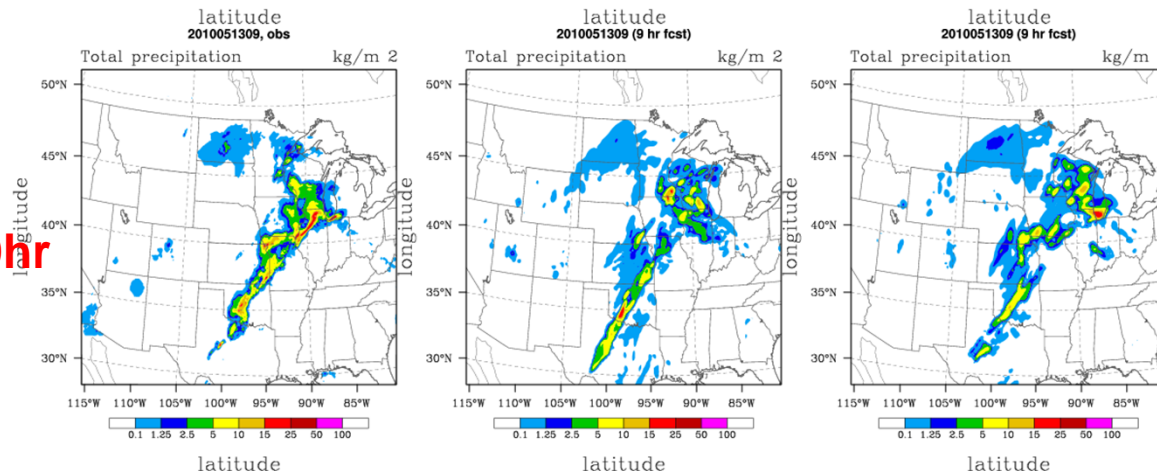 latitude latitude latitude
2010051309, obs 2010051309 (9 hr fcst) 2010051309 (9 hr fcst)
Total precipitation kg/m 2 Total precipitation kg/m 2 Total precipitation kg/m
50°N 50°N 50°N
45°N 45°N 45°N
40°N 40°N 40°N
35°N 35°N 35°N
30°N 30°N 30°N
longitude longitude longitude
hr
115°W 110°W 105°W 100°W 95°W 90°W 85°W 115°W 110°W 105°W 100°W 95°W 90°W 85°W 115°W 110°W 105°W 100°W 95°W 90°W 85°W
0.1 1.25 2.5 5 10 15 25 50 100 0.1 1.25 2.5 5 10 15 25 50 100 0.1 1.25 2.5 5 10 15 25 50 100
latitude latitude latitude